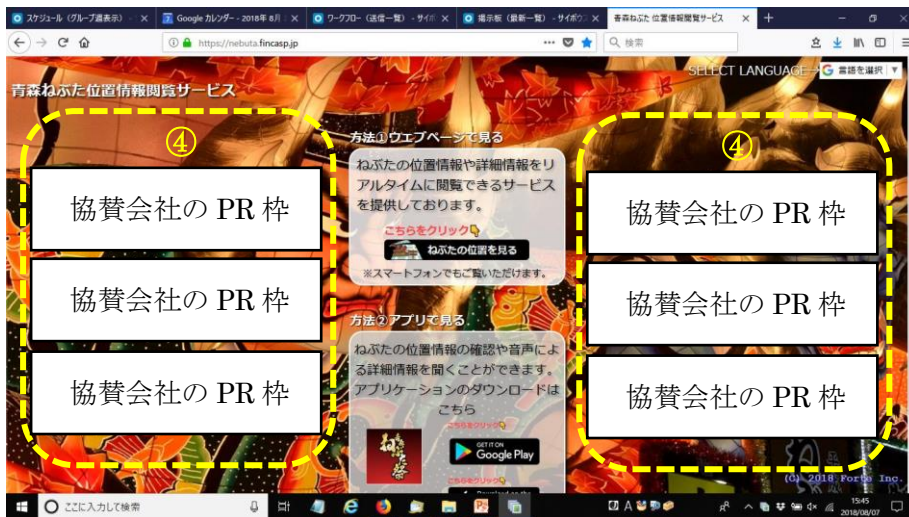 スケジュール（グループ週表示）-
Google カレンダー - 2018年 8月
ワークフロー（送信一覧）- サイボ
掲示板（最新一覧）- サイボウズ
青森ねぶた 位置情報閲覧サービス
https://nebuta.fincasp.jp
検索
SELECT LANGUAGE→
言語を選択
青森ねぶた位置情報閲覧サービス
④
協賛会社の PR 枠
協賛会社の PR 枠
協賛会社の PR 枠
方法①ウェブページで見る
ねぶたの位置情報や詳細情報をリ
アルタイムに閲覧できるサービス
を提供しております。
こちらをクリック
ねぶたの位置を見る
※スマートフォンでもご覧いただけます。
方法②アプリで見る
ねぶたの位置情報の確認や音声によ
る詳細情報を聞くことができます。
アプリケーションのダウンロードは
こちら
こちらをクリック
GET IT ON
Google Play
Download on the
④
協賛会社の PR 枠
協賛会社の PR 枠
協賛会社の PR 枠
(C) 2018 Forte Inc.
ここに入力して検索
A
15:45
2018/08/07